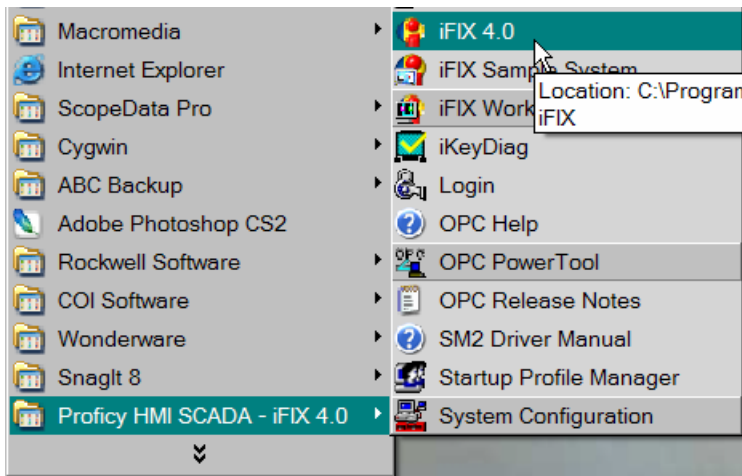 Macromedia
Internet Explorer
ScopeData Pro
Cygwin
ABC Backup
Adobe Photoshop CS2
Rockwell Software
COI Software
Wonderware
SnagIt 8
Proficy HMI SCADA - iFIX 4.0
iFIX 4.0
iFIX Sample System
iFIX Work
Location: C:\Program
iFIX
iKeyDiag
Login
OPC Help
OPC PowerTool
OPC Release Notes
SM2 Driver Manual
Startup Profile Manager
System Configuration